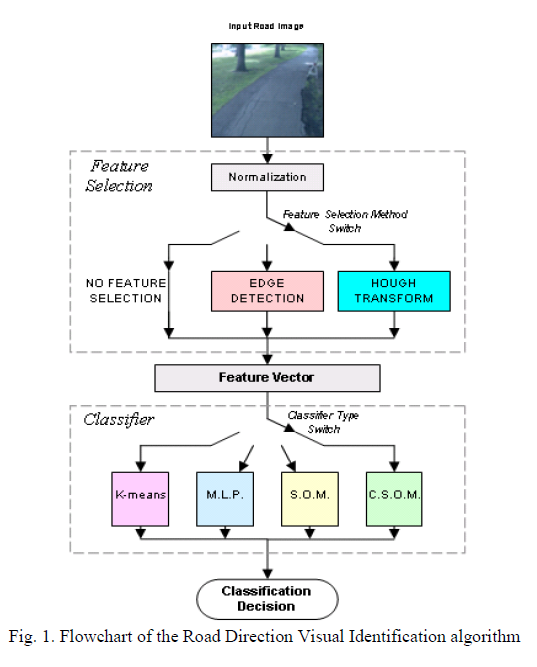 Input Road Image
Feature
Selection
Normalization
Feature Selection Method
Switch
NO FEATURE
SELECTION
EDGE
DETECTION
HOUGH
TRANSFORM
Feature Vector
Classifier
Classifier Type
Switch
K-means
M.L.P.
S.O.M.
C.S.O.M.
Classification
Decision
Fig. 1. Flowchart of the Road Direction Visual Identification algorithm